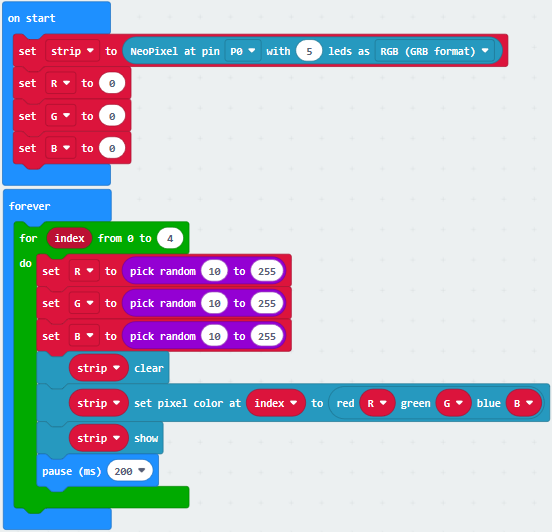 on start
set strip to NeoPixel at pin P0 with 5 leds as RGB (GRB format)
set R to 0
set G to 0
set B to 0
forever
for index from 0 to 4
do
set R to pick random 10 to 255
set G to pick random 10 to 255
set B to pick random 10 to 255
strip clear
strip set pixel color at index to red R green G blue B
strip show
pause (ms) 200